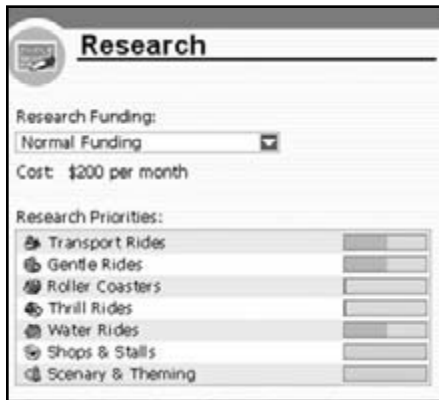 Research
Research Funding:
Normal Funding
Cost: $200 per month
Research Priorities:
Transport Rides
Gentle Rides
Roller Coasters
Thrill Rides
Water Rides
Shops & Stalls
Scenary & Theming